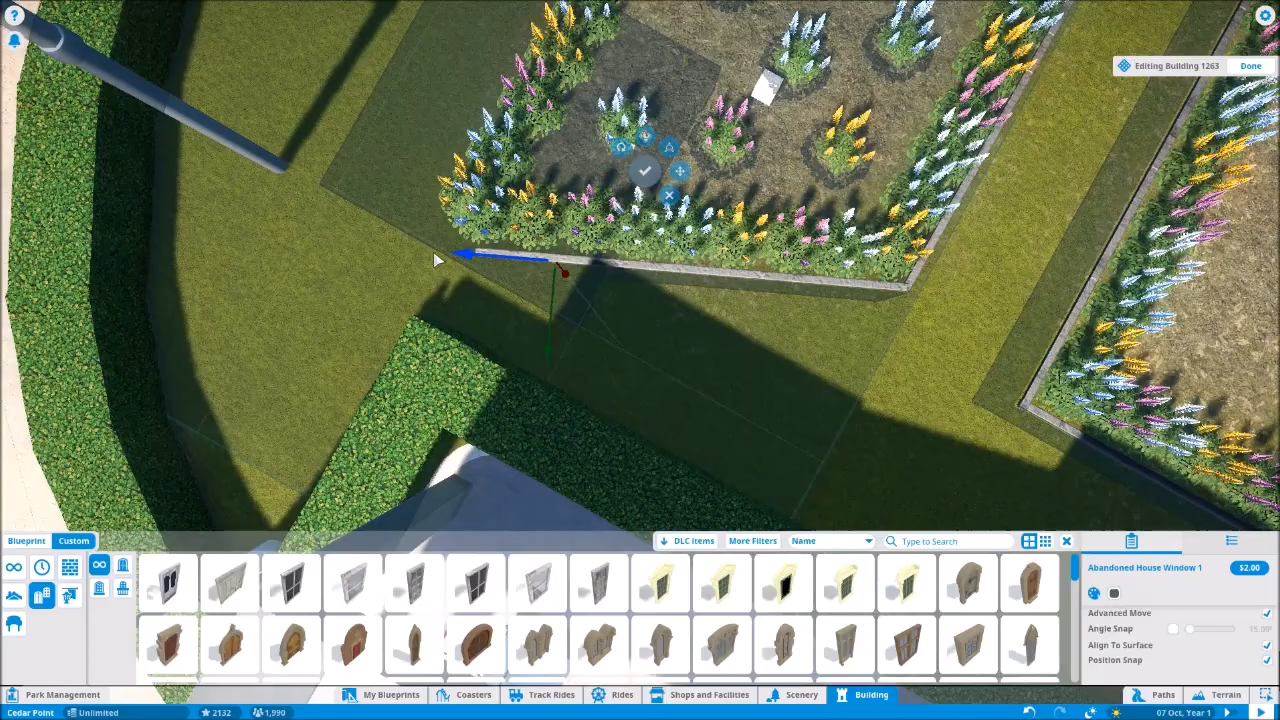 ?
Editing Building 1263 Done
Blueprint Custom
DLC Items More Filters Name Type to Search
Abandoned House Window 1 $2.00
Advanced Move
Angle Snap 15.00°
Align To Surface
Position Snap
Park Management My Blueprints Coasters Track Rides Rides Shops and Facilities Scenery Building Paths Terrain
Cedar Point Unlimited 2132 1,990 07 Oct, Year 1